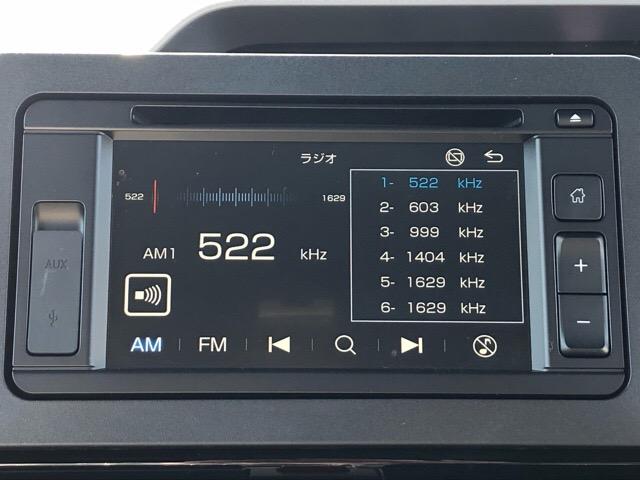 ラジオ
522
1629
AM1 522 kHz
1- 522 kHz
2- 603 kHz
3- 999 kHz
4- 1404 kHz
5- 1629 kHz
6- 1629 kHz
AM FM
AUX
+
−